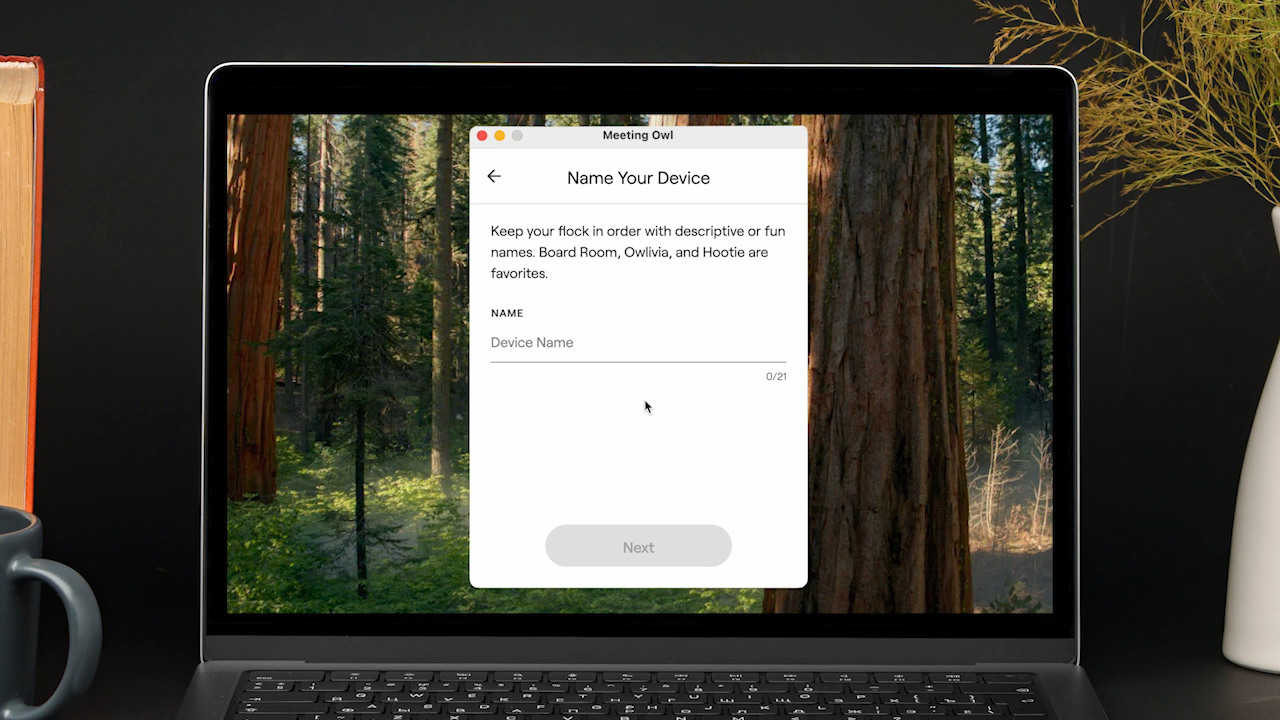 Meeting Owl
Name Your Device
Keep your flock in order with descriptive or fun
names. Board Room, Owlivia, and Hootie are
favorites.
NAME
Device Name
0/21
Next